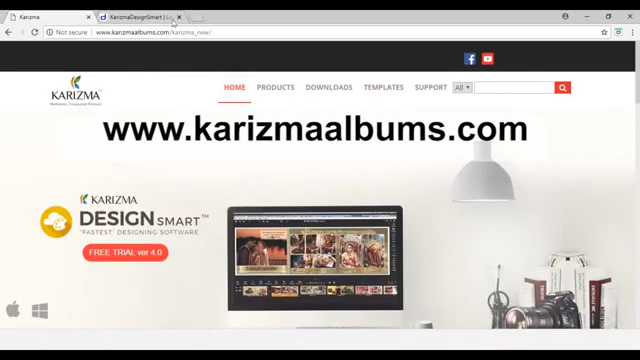 Karizma
KarizmaDesignSmart |
Not secure | www.karizmaalbums.com/karizma_new/
KARIZMA
HOME PRODUCTS DOWNLOADS TEMPLATES SUPPORT All
www.karizmaalbums.com
KARIZMA
DESIGN SMART™
"FASTEST" DESIGNING SOFTWARE
FREE TRIAL ver 4.0